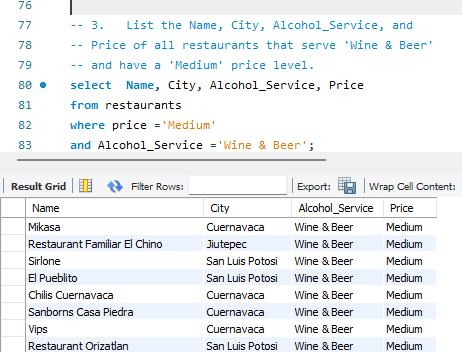 76
77 -- 3. List the Name, City, Alcohol_Service, and
78 -- Price of all restaurants that serve 'Wine & Beer'
79 -- and have a 'Medium' price level.
80 select Name, City, Alcohol_Service, Price
81 from restaurants
82 where price ='Medium'
83 and Alcohol_Service ='Wine & Beer';
Result Grid Filter Rows: Export: Wrap Cell Content:
Name City Alcohol_Service Price
Mikasa Cuernavaca Wine & Beer Medium
Restaurant Familiar El Chino Jiutepec Wine & Beer Medium
Sirlone San Luis Potosi Wine & Beer Medium
El Pueblito San Luis Potosi Wine & Beer Medium
Chilis Cuernavaca Cuernavaca Wine & Beer Medium
Sanborns Casa Piedra Cuernavaca Wine & Beer Medium
Vips Cuernavaca Wine & Beer Medium
Restaurant Orizatlan San Luis Potosi Wine & Beer Medium